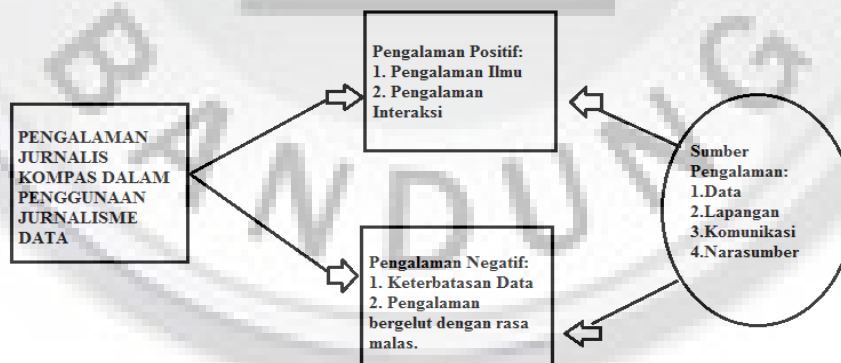 BANDUNG
PENGALAMAN
JURNALIS
KOMPAS DALAM
PENGGUNAAN
JURNALISME
DATA
Pengalaman Positif:
1. Pengalaman Ilmu
2. Pengalaman
Interaksi
Pengalaman Negatif:
1. Keterbatasan Data
2. Pengalaman
bergelut dengan rasa
malas.
Sumber
Pengalaman:
1.Data
2.Lapangan
3.Komunikasi
4.Narasumber